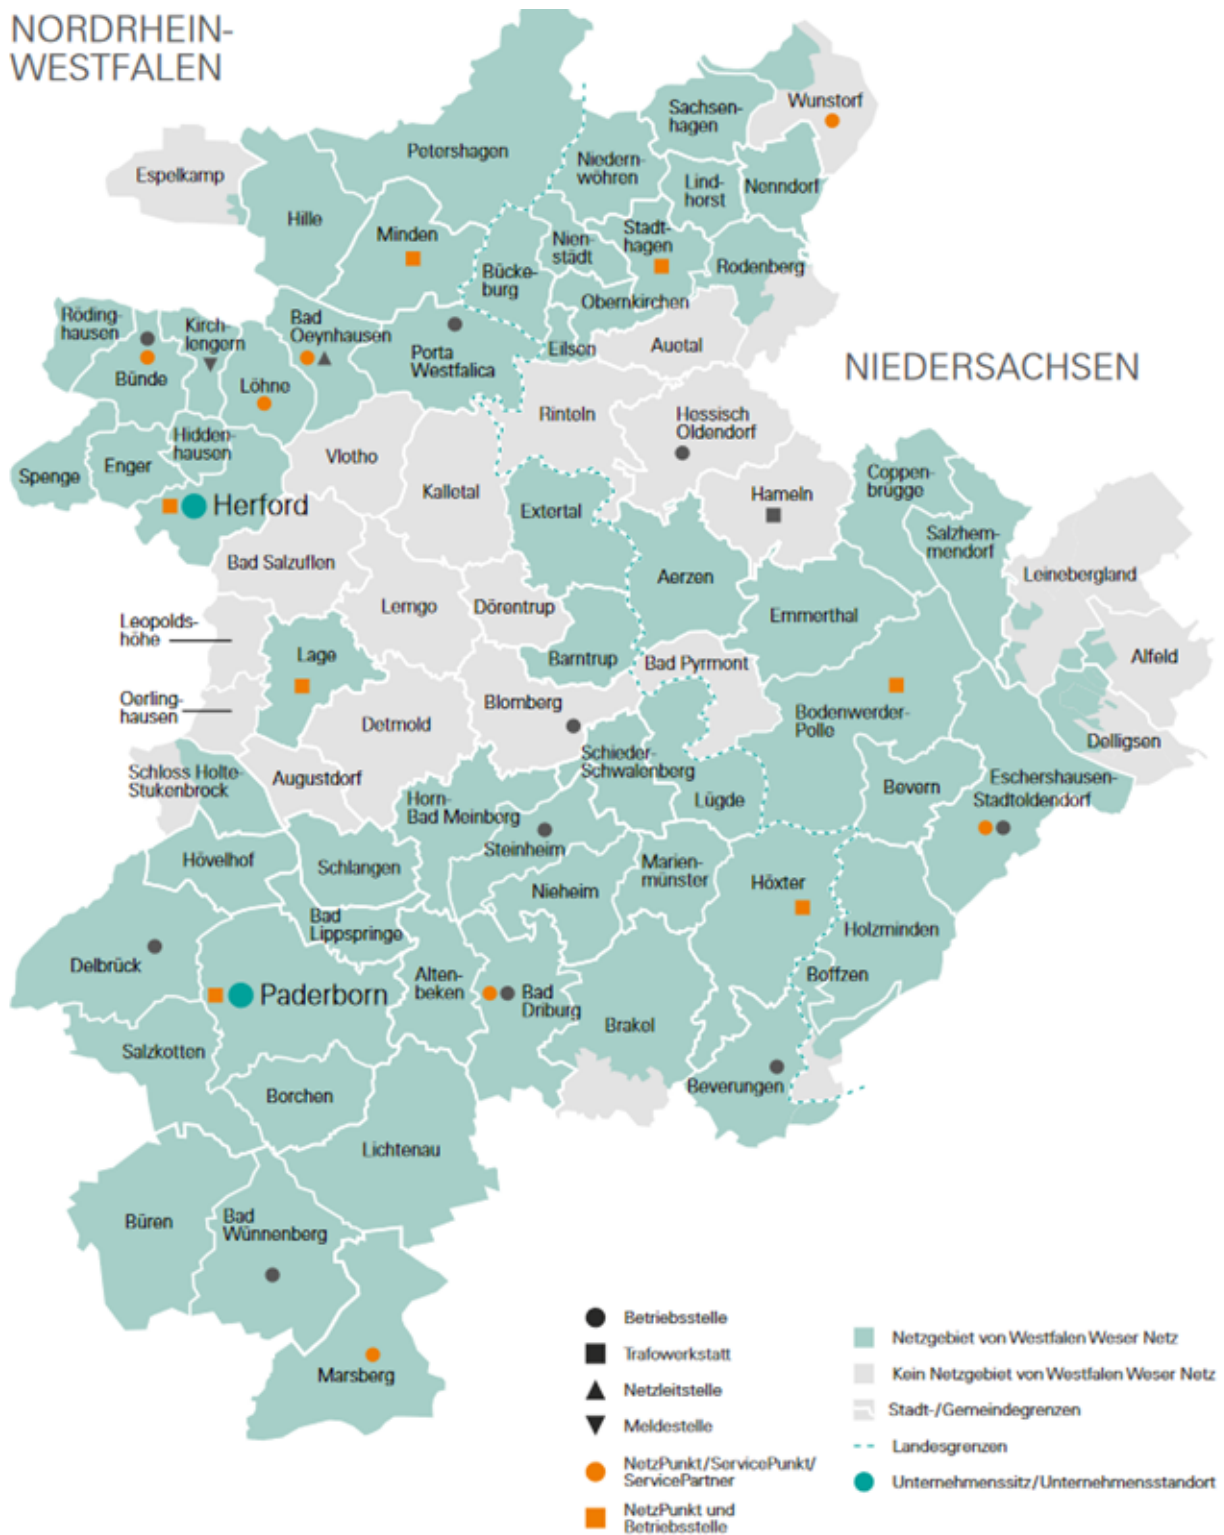 NORDRHEIN-
WESTFALEN
Wunstorf
Sachsen-
hagen
Petershagen
Niedern-
wöhren
Espelkamp
Lind-
horst
Nenndorf
Hille
Minden
Stadt-
hagen
Nien-
städt
Rodenberg
Bücke-
burg
Obernkirchen
Röding-
hausen
Kirch-
lengern
Bad
Oeynhausen
Porta
Westfalica
Eilsen
Auetal
NIEDERSACHSEN
Bünde
Löhne
Rinteln
Hessisch
Oldendorf
Hidden-
hausen
Spenge
Enger
Vlotho
Kalletal
Coppen-
brügge
Hameln
Herford
Extertal
Salzhem-
mendorf
Bad Salzuflen
Aerzen
Leinebergland
Lemgo
Dörentrup
Emmerthal
Leopolds-
höhe
Lage
Barntrup
Bad Pyrmont
Alfeld
Oerling-
hausen
Blomberg
Detmold
Bodenwerder-
Polle
Delligsen
Schieder-
Schwalenberg
Schloss Holte-
Stukenbrock
Augustdorf
Horn-
Bad Meinberg
Lügde
Bevern
Eschershausen-
Stadtoldendorf
Steinheim
Hövelhof
Schlangen
Marien-
münster
Nieheim
Höxter
Bad
Lippspringe
Holzminden
Delbrück
Alten-
beken
Boffzen
Paderborn
Bad
Driburg
Brakel
Salzkotten
Beverungen
Borchen
Lichtenau
Büren
Bad
Wünnenberg
Marsberg
Betriebsstelle
Trafowerkstatt
Netzleitstelle
Meldestelle
NetzPunkt/ServicePunkt/
ServicePartner
NetzPunkt und
Betriebsstelle
Netzgebiet von Westfalen Weser Netz
Kein Netzgebiet von Westfalen Weser Netz
Stadt-/Gemeindegrenzen
Landesgrenzen
Unternehmenssitz/Unternehmensstandort